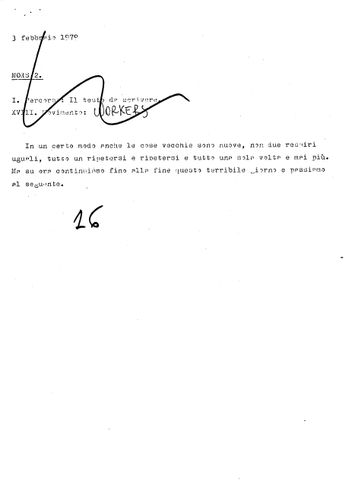 3 febbraio 1970
NONS 2.
I. Percorso: Il testo da scrivere.
XVIII. Movimento: WORKERS
In un certo modo anche le cose vecchie sono nuove, non due respiri
uguali, tutto un ripetersi e ripetersi e tutto una sola volta e mai più.
Ma su ora continuiamo fino alla fine questo terribile giorno e passiamo
al seguente.
16